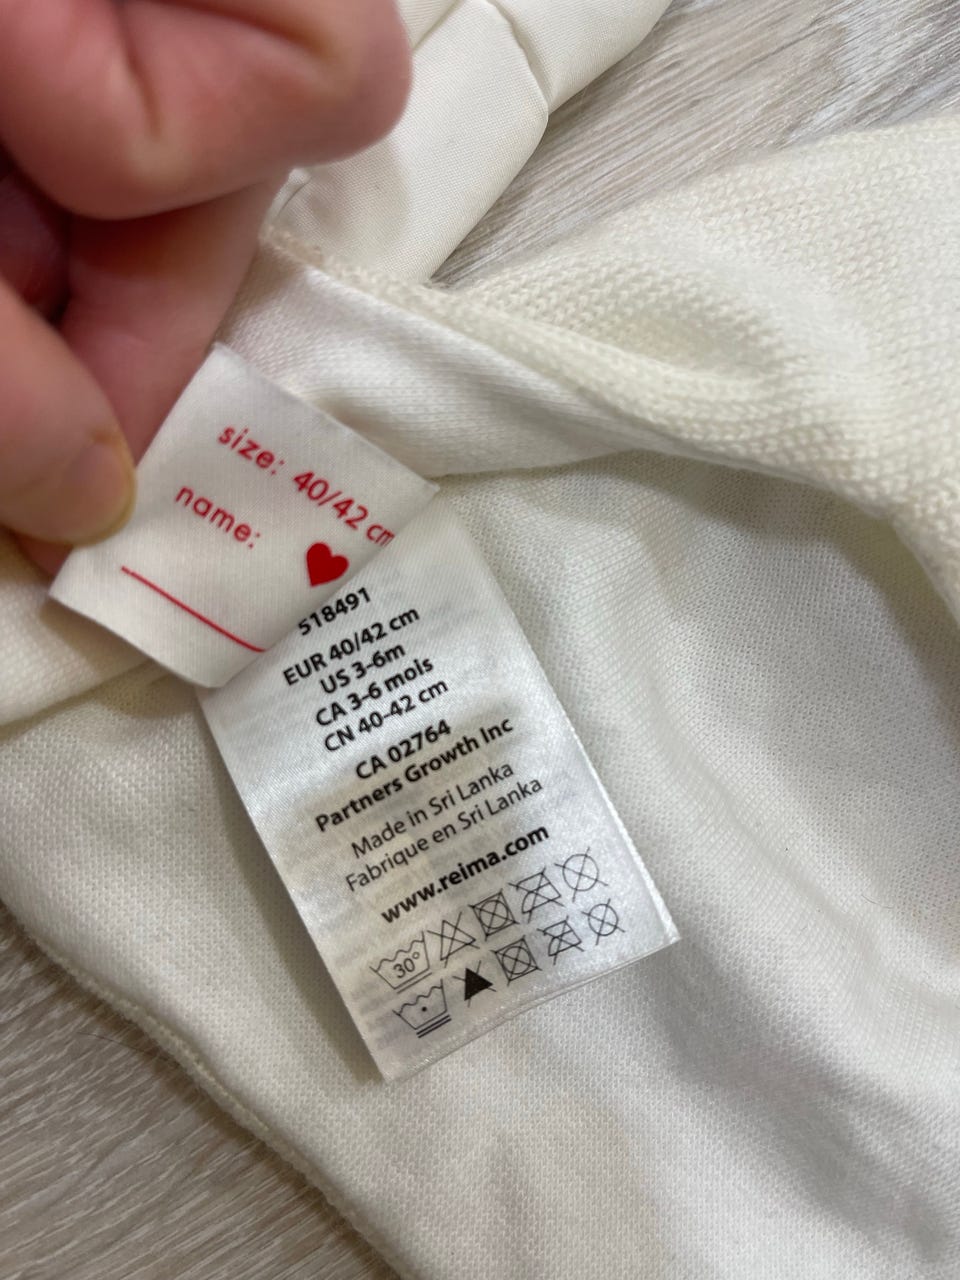 size: 40/42 cm
name:
518491
EUR 40/42 cm
US 3-6m
CA 3-6 mois
CN 40-42 cm
CA 02764
Partners Growth Inc
Made in Sri Lanka
Fabrique en Sri Lanka
www.reima.com
30°